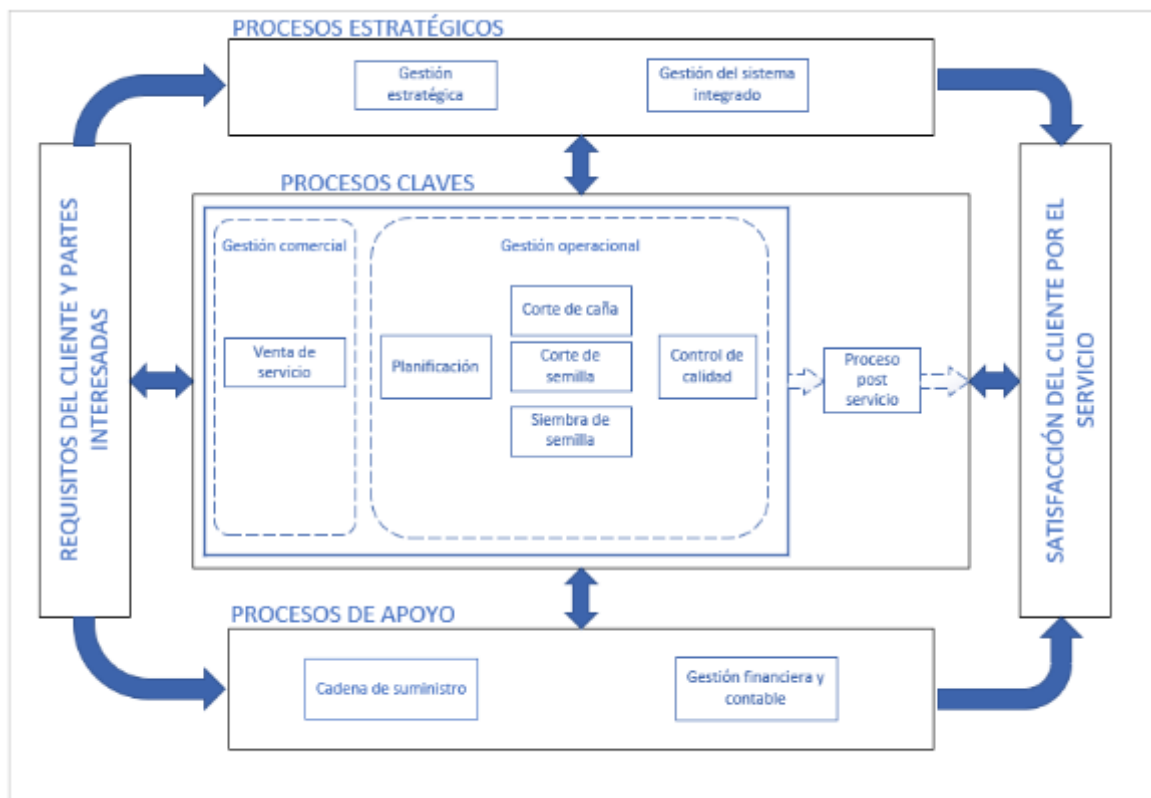 PROCESOS ESTRATÉGICOS
Gestión
estratégica
Gestión del sistema
integrado
REQUISITOS DEL CLIENTE Y PARTES
INTERESADAS
PROCESOS CLAVES
Gestión comercial
Venta de
servicio
Gestión operacional
Planificación
Corte de caña
Corte de
semilla
Siembra de
semilla
Control de
calidad
Proceso
post
servicio
SATISFACCIÓN DEL CLIENTE POR EL
SERVICIO
PROCESOS DE APOYO
Cadena de suministro
Gestión financiera y
contable